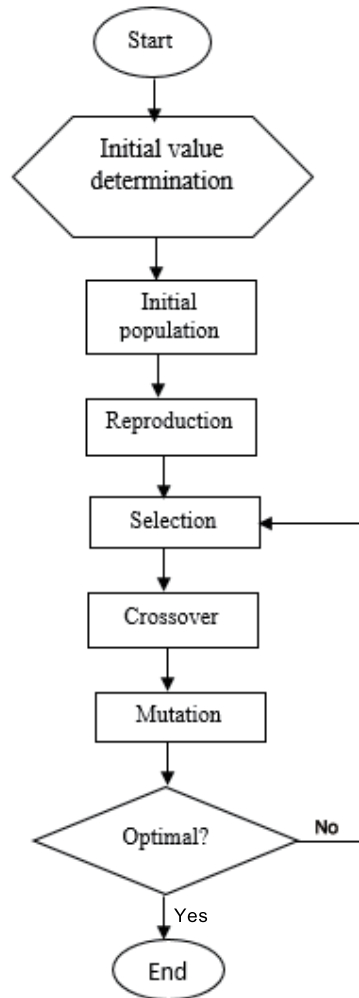 Start
Initial value
determination
Initial
population
Reproduction
Selection
Crossover
Mutation
Optimal?
No
Yes
End